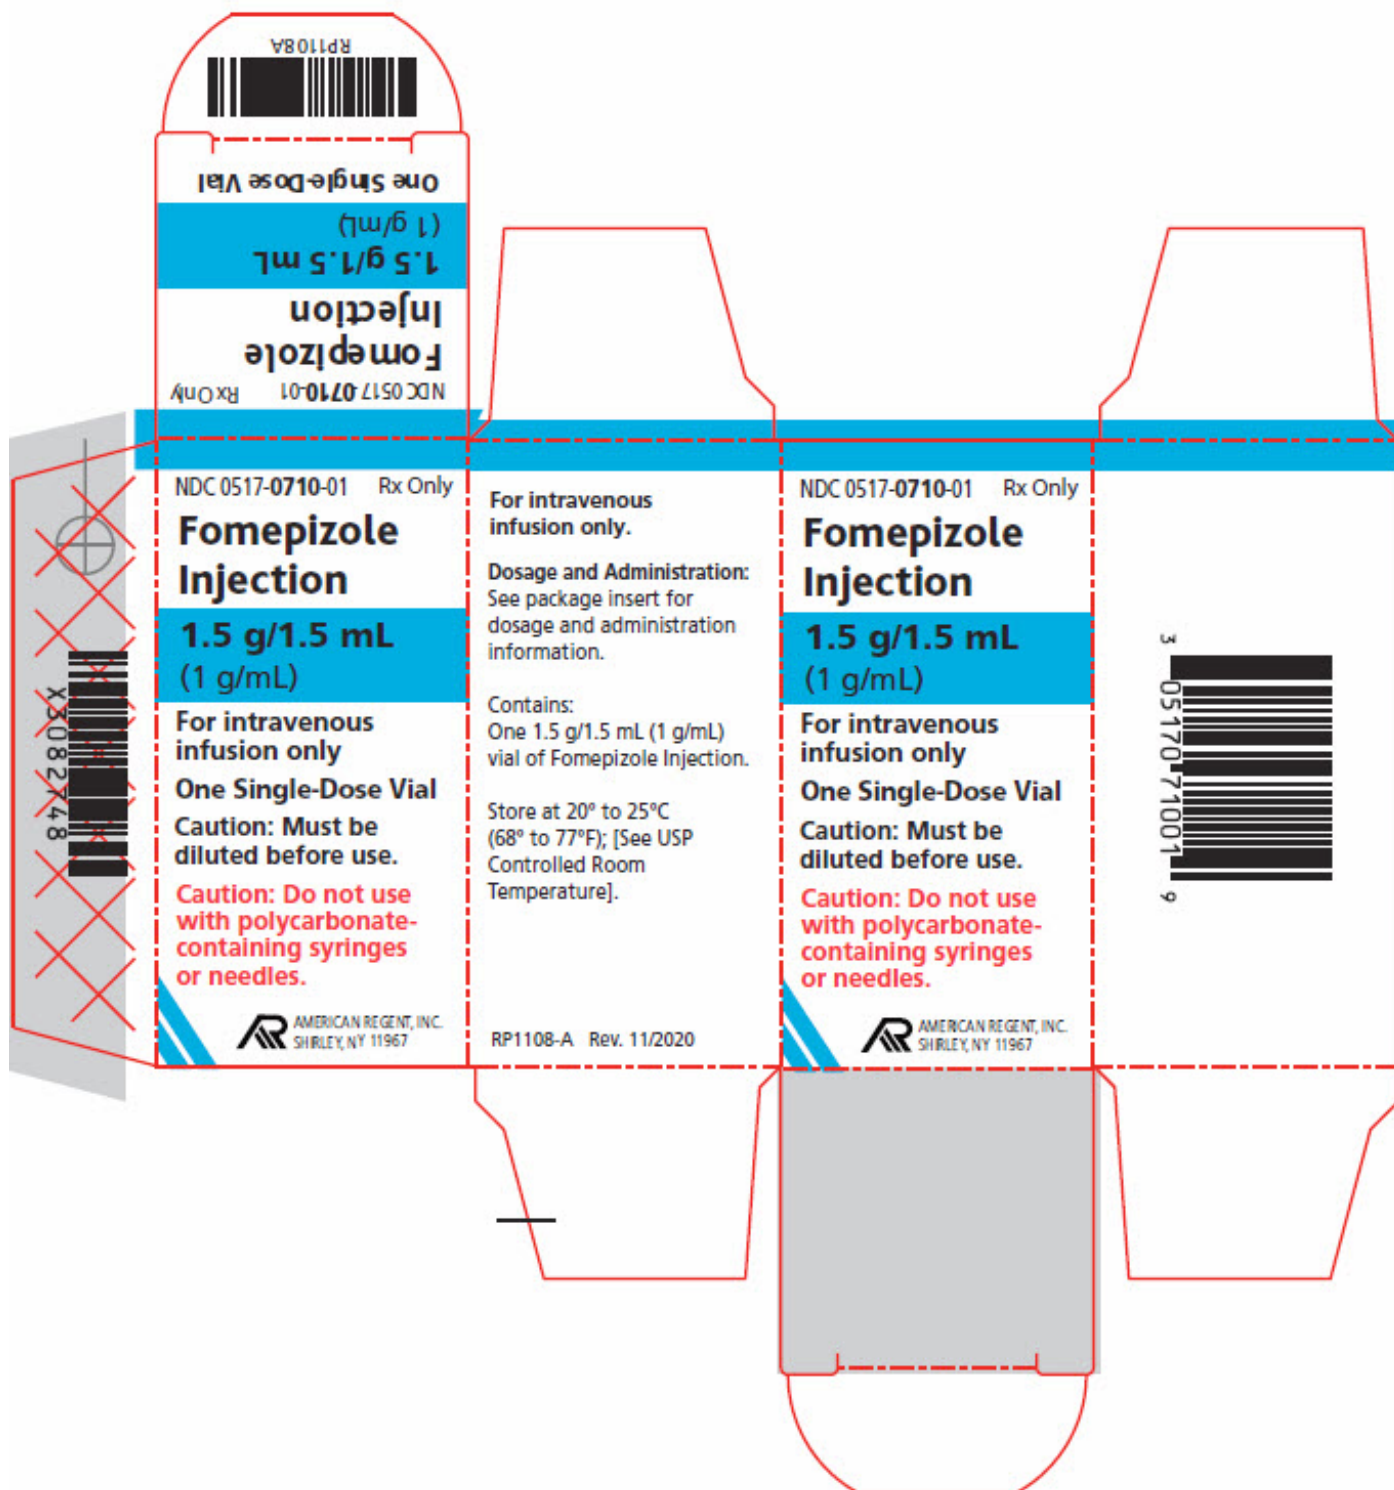 RP1108A
One Single-Dose Vial
(1 g/mL)
1.5 g/1.5 mL
Injection
Fomepizole
NDC 0517-0710-01 Rx Only
NDC 0517-0710-01 Rx Only
Fomepizole
Injection
1.5 g/1.5 mL
(1 g/mL)
For intravenous
infusion only
One Single-Dose Vial
Caution: Must be
diluted before use.
Caution: Do not use
with polycarbonate-
containing syringes
or needles.
AMERICAN REGENT, INC.
SHIRLEY, NY 11967
For intravenous
infusion only.
Dosage and Administration:
See package insert for
dosage and administration
information.
Contains:
One 1.5 g/1.5 mL (1 g/mL)
vial of Fomepizole Injection.
Store at 20° to 25°C
(68° to 77°F); [See USP
Controlled Room
Temperature].
RP1108-A Rev. 11/2020
NDC 0517-0710-01 Rx Only
Fomepizole
Injection
1.5 g/1.5 mL
(1 g/mL)
For intravenous
infusion only
One Single-Dose Vial
Caution: Must be
diluted before use.
Caution: Do not use
with polycarbonate-
containing syringes
or needles.
AMERICAN REGENT, INC.
SHIRLEY, NY 11967
X3082748
3 05170 71001 9